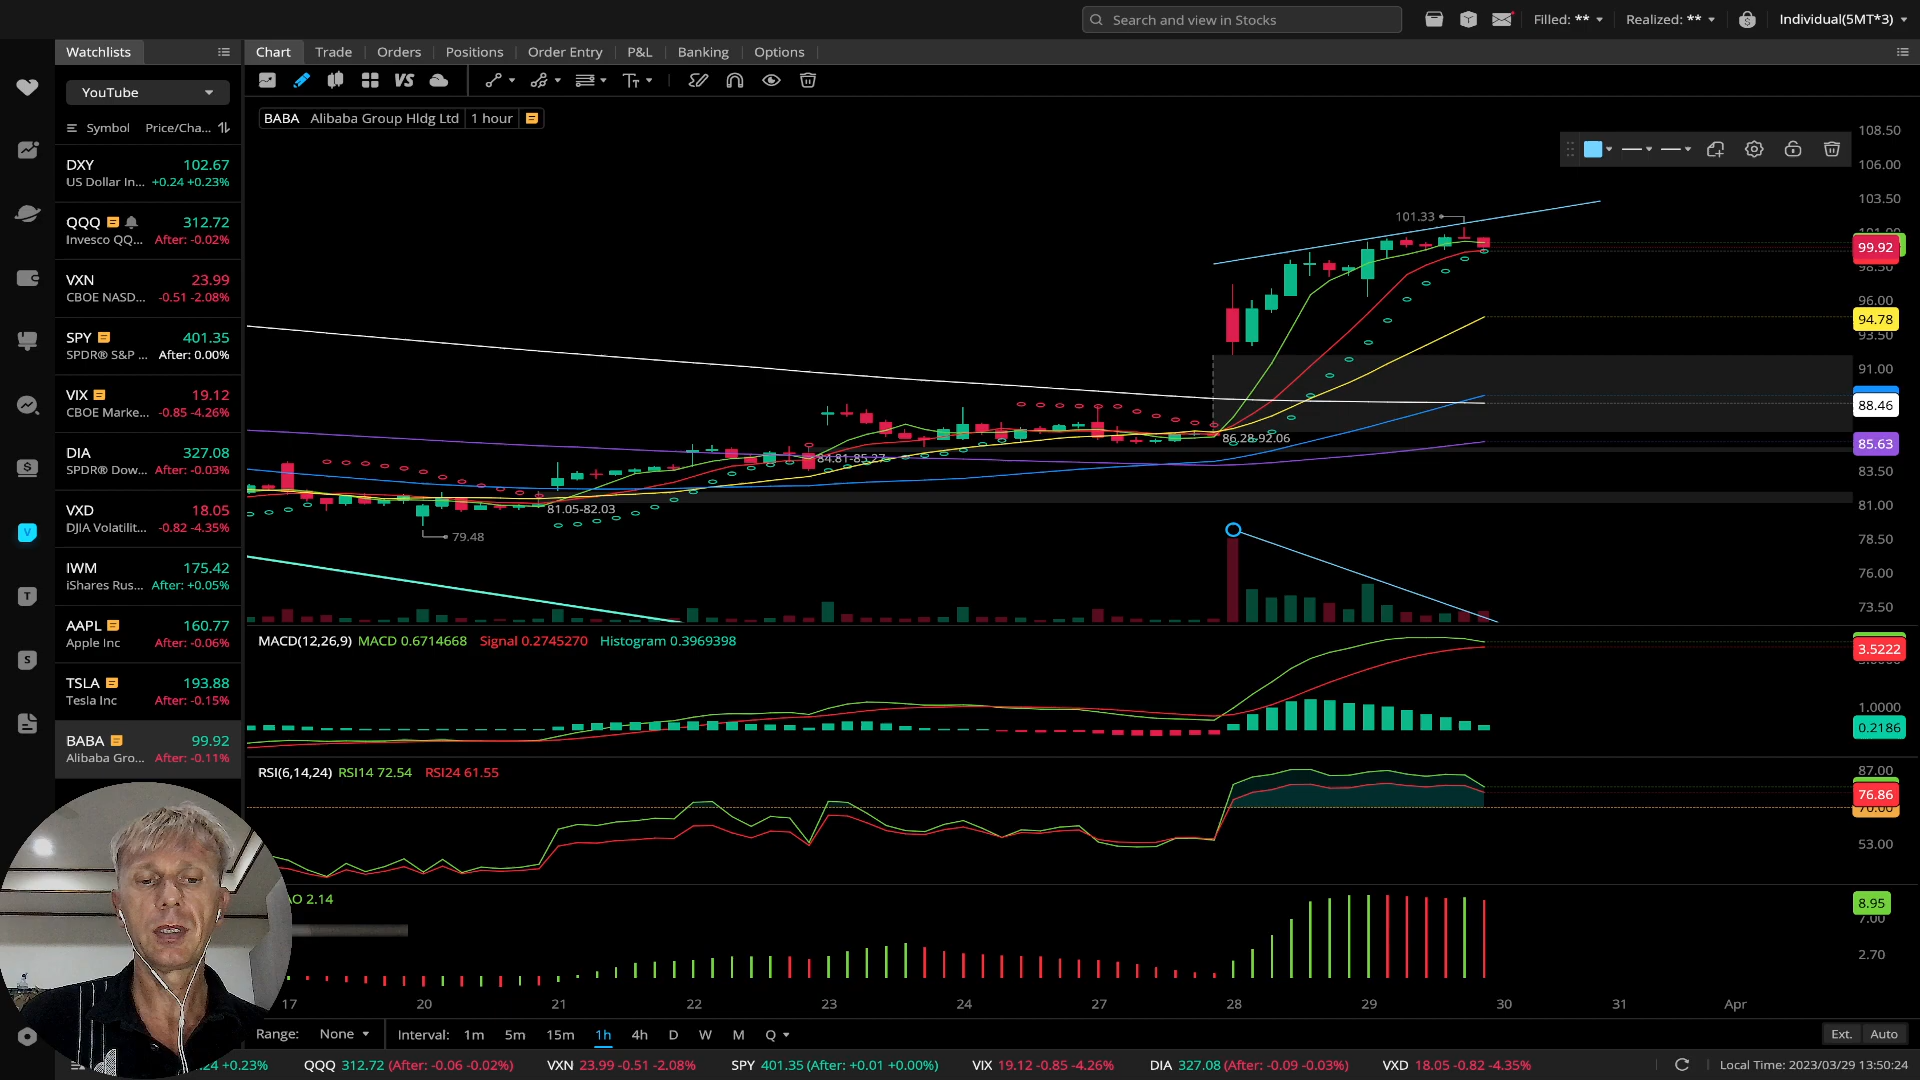 Search and view in Stocks
Filled: **
Realized: **
Individual(5MT*3)
Watchlists
Chart
Trade
Orders
Positions
Order Entry
P&L
Banking
Options
YouTube
VS
Tт
Symbol
Price/Cha...
BABA Alibaba Group Hldg Ltd 1 hour
DXY 102.67
US Dollar In... +0.24 +0.23%
QQQ 312.72
Invesco QQ... After: -0.02%
VXN 23.99
CBOE NASD... -0.51 -2.08%
SPY 401.35
SPDR® S&P ... After: 0.00%
VIX 19.12
CBOE Marke... -0.85 -4.26%
DIA 327.08
SPDR® Dow... After: -0.03%
VXD 18.05
DJIA Volatilit... -0.82 -4.35%
IWM 175.42
iShares Rus... After: +0.05%
AAPL 160.77
Apple Inc After: -0.06%
TSLA 193.88
Tesla Inc After: -0.15%
BABA 99.92
Alibaba Gro... After: -0.11%
V
T
S
108.50
106.00
103.50
99.92
96.00
94.78
93.50
91.00
88.46
85.63
83.50
81.00
78.50
76.00
73.50
101.33
86.28-92.06
84.81-85.27
81.05-82.03
79.48
MACD(12,26,9) MACD 0.6714668 Signal 0.2745270 Histogram 0.3969398
3.5222
1.0000
0.2186
RSI(6,14,24) RSI14 72.54 RSI24 61.55
87.00
76.86
70.00
53.00
AO 2.14
8.95
7.00
2.70
17 20 21 22 23 24 27 28 29 30 31 Apr
Range: None
Interval: 1m 5m 15m 1h 4h D W M Q
Ext. Auto
.24 +0.23%
QQQ 312.72 (After: -0.06 -0.02%)
VXN 23.99 -0.51 -2.08%
SPY 401.35 (After: +0.01 +0.00%)
VIX 19.12 -0.85 -4.26%
DIA 327.08 (After: -0.09 -0.03%)
VXD 18.05 -0.82 -4.35%
Local Time: 2023/03/29 13:50:24